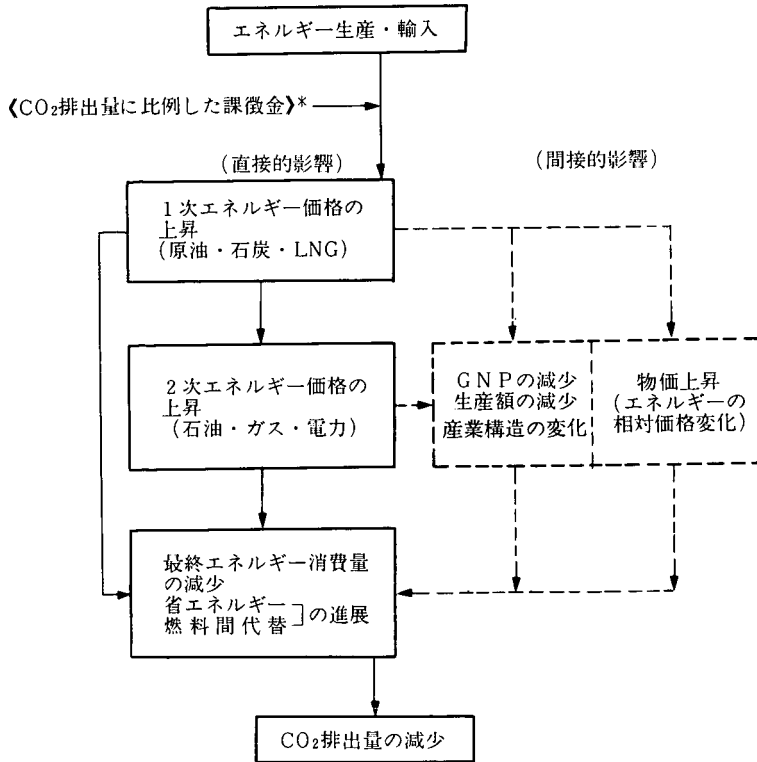 エネルギー生産・輸入
《CO₂排出量に比例した課徴金》*
(直接的影響)
(間接的影響)
1次エネルギー価格の
上昇
(原油・石炭・LNG)
2次エネルギー価格の
上昇
(石油・ガス・電力)
GNPの減少
生産額の減少
産業構造の変化
物価上昇
(エネルギーの
相対価格変化)
最終エネルギー消費量
の減少
省エネルギー
燃料間代替]の進展
CO₂排出量の減少